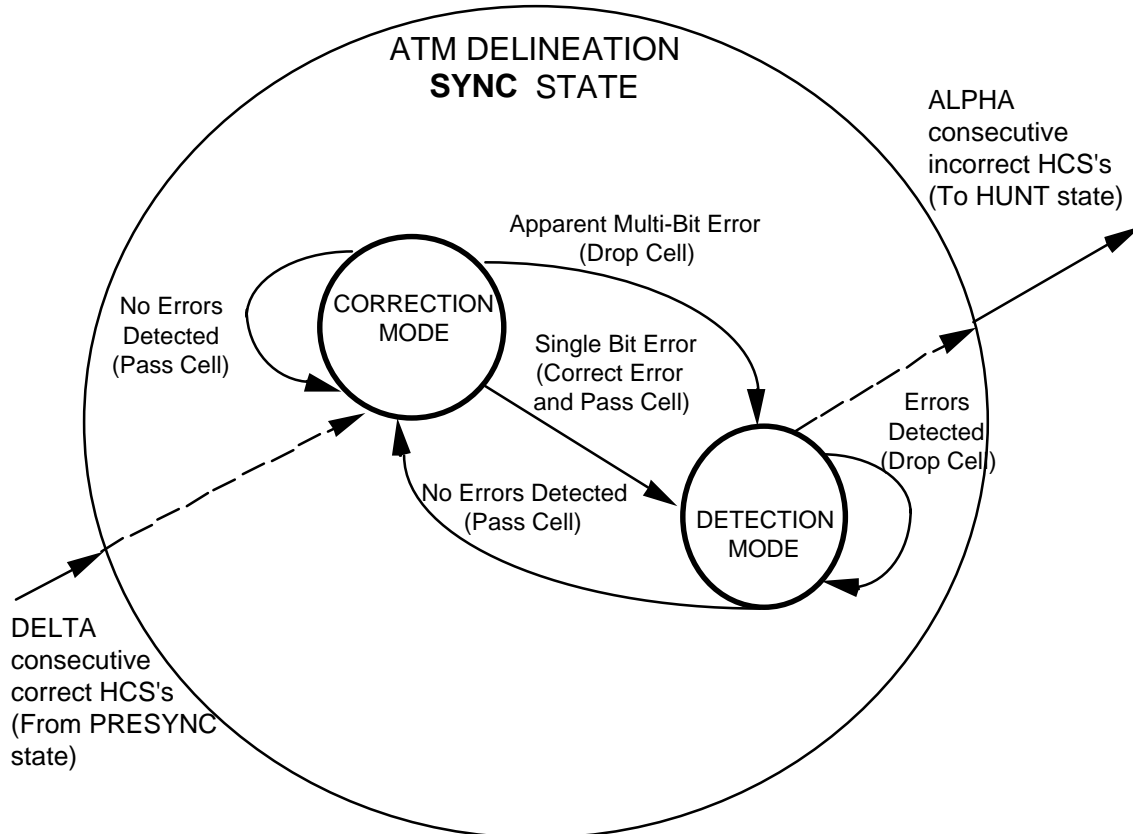 ATM DELINEATION
SYNC STATE
ALPHA
consecutive
incorrect HCS's
(To HUNT state)
Apparent Multi-Bit Error
(Drop Cell)
No Errors
Detected
(Pass Cell)
CORRECTION
MODE
Single Bit Error
(Correct Error
and Pass Cell)
Errors
Detected
(Drop Cell)
No Errors Detected
(Pass Cell)
DETECTION
MODE
DELTA
consecutive
correct HCS's
(From PRESYNC
state)